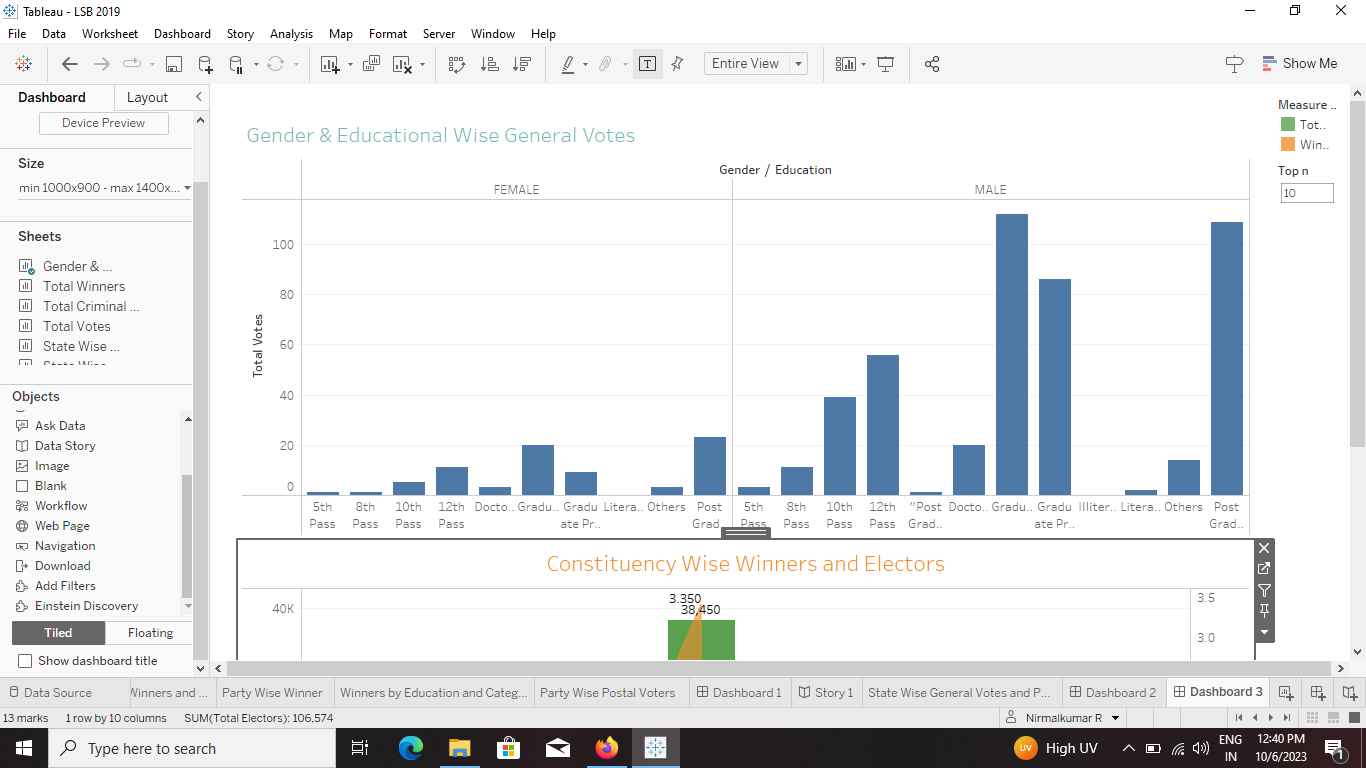 Tableau - LSB 2019
File Data Worksheet Dashboard Story Analysis Map Format Server Window Help
Entire View
Show Me
Dashboard Layout
Device Preview
Size
min 1000x900 - max 1400x...
Sheets
Gender & ...
Total Winners
Total Criminal ...
Total Votes
State Wise ...
State Wise
Objects
Ask Data
Data Story
Image
Blank
Workflow
Web Page
Navigation
Download
Add Filters
Einstein Discovery
Tiled Floating
Show dashboard title
Gender & Educational Wise General Votes
Gender / Education
FEMALE MALE
Total Votes
100
80
60
40
20
0
5th Pass 8th Pass 10th Pass 12th Pass Docto.. Gradu.. Gradu ate Pr.. Litera.. Others Post Grad.. 5th Pass 8th Pass 10th Pass 12th Pass "Post Grad.. Docto.. Gradu.. Gradu ate Pr.. Illiter.. Litera.. Others Post Grad..
Measure ..
Tot..
Win..
Top n
10
Constituency Wise Winners and Electors
40K
3.350
38,450
3.5
3.0
Data Source Winners and ... Party Wise Winner Winners by Education and Categ... Party Wise Postal Voters Dashboard 1 Story 1 State Wise General Votes and P... Dashboard 2 Dashboard 3
13 marks 1 row by 10 columns SUM(Total Electors): 106,574
Nirmalkumar R
Type here to search
UV High UV
ENG
IN
12:40 PM
10/6/2023
1